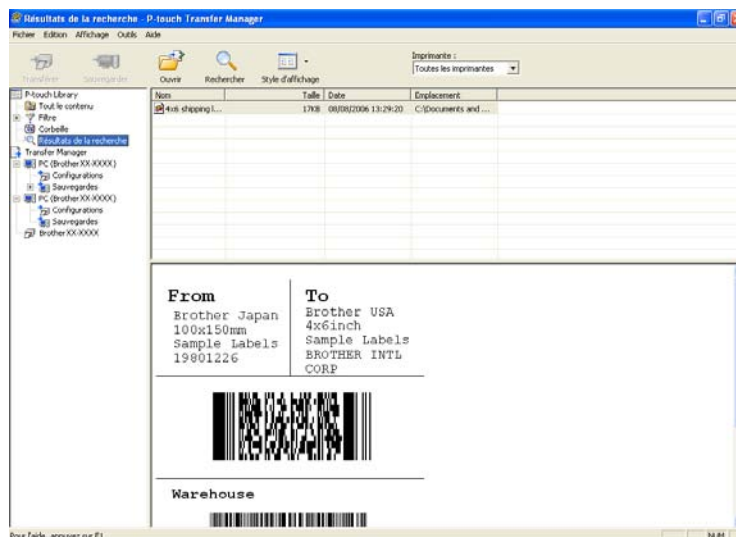 Résultats de la recherche - P-touch Transfer Manager
Fichier Edition Affichage Outils Aide
Transférer Sauvegarder Ouvrir Rechercher Style d'affichage
Imprimante :
Toutes les imprimantes
P-touch Library
Tout le contenu
Filtre
Corbeille
Résultats de la recherche
Transfer Manager
PC (Brother XX-XXXX)
Configurations
Sauvegardes
PC (Brother XX-XXXX)
Configurations
Sauvegardes
Brother XX-XXXX
Nom Taille Date Emplacement
4x6 shipping l... 17KB 08/08/2006 13:29:20 C:\Documents and ...
From
Brother Japan
100x150mm
Sample Labels
19801226
To
Brother USA
4x6inch
Sample Labels
BROTHER INTL
CORP
Warehouse
Pour l'aide, appuyez sur F1
NUM